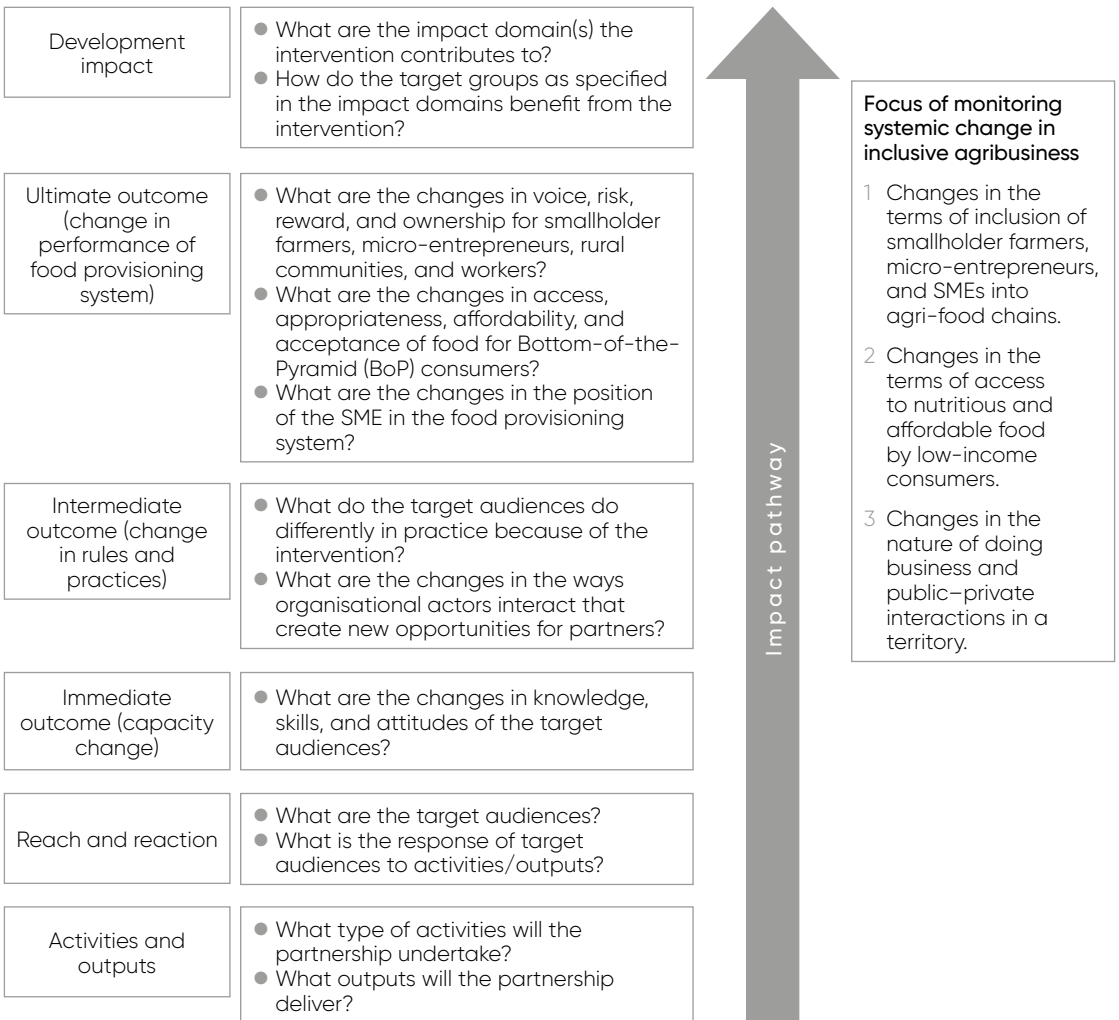 Development
impact
● What are the impact domain(s) the
intervention contributes to?
● How do the target groups as specified
in the impact domains benefit from the
intervention?
Ultimate outcome
(change in
performance of
food provisioning
system)
● What are the changes in voice, risk,
reward, and ownership for smallholder
farmers, micro-entrepreneurs, rural
communities, and workers?
● What are the changes in access,
appropriateness, affordability, and
acceptance of food for Bottom-of-the-
Pyramid (BoP) consumers?
● What are the changes in the position
of the SME in the food provisioning
system?
Intermediate
outcome (change
in rules and
practices)
● What do the target audiences do
differently in practice because of the
intervention?
● What are the changes in the ways
organisational actors interact that
create new opportunities for partners?
Immediate
outcome (capacity
change)
● What are the changes in knowledge,
skills, and attitudes of the target
audiences?
Reach and reaction
● What are the target audiences?
● What is the response of target
audiences to activities/outputs?
Activities and
outputs
● What type of activities will the
partnership undertake?
● What outputs will the partnership
deliver?
Impact pathway
Focus of monitoring
systemic change in
inclusive agribusiness
1 Changes in the
terms of inclusion of
smallholder farmers,
micro-entrepreneurs,
and SMEs into
agri-food chains.
2 Changes in the
terms of access
to nutritious and
affordable food
by low-income
consumers.
3 Changes in the
nature of doing
business and
public–private
interactions in a
territory.